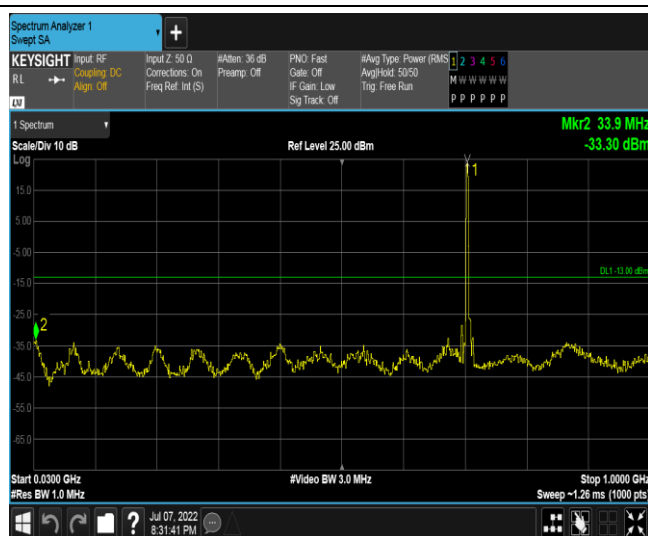 Spectrum Analyzer 1
Swept SA
+
KEYSIGHT Input: RF Input Z: 50 Ω #Atten: 36 dB PNO: Fast #Avg Type: Power (RMS 1 2 3 4 5 6
RL Coupling: DC Corrections: On Preamp: Off Gate: Off Avg|Hold: 50/50 M W W W W W
Align: Off Freq Ref: Int (S) IF Gain: Low Trig: Free Run
Sig Track: Off P P P P P P
LXI
1 Spectrum Mkr2 33.9 MHz
Scale/Div 10 dB Ref Level 25.00 dBm -33.30 dBm
Log
1
15.0
5.00
-5.00
DL1 -13.00 dBm
-15.0
-25.0
2
-35.0
-45.0
-55.0
-65.0
Start 0.0300 GHz #Video BW 3.0 MHz Stop 1.0000 GHz
#Res BW 1.0 MHz Sweep ~1.26 ms (1000 pts)
? Jul 07, 2022
8:31:41 PM